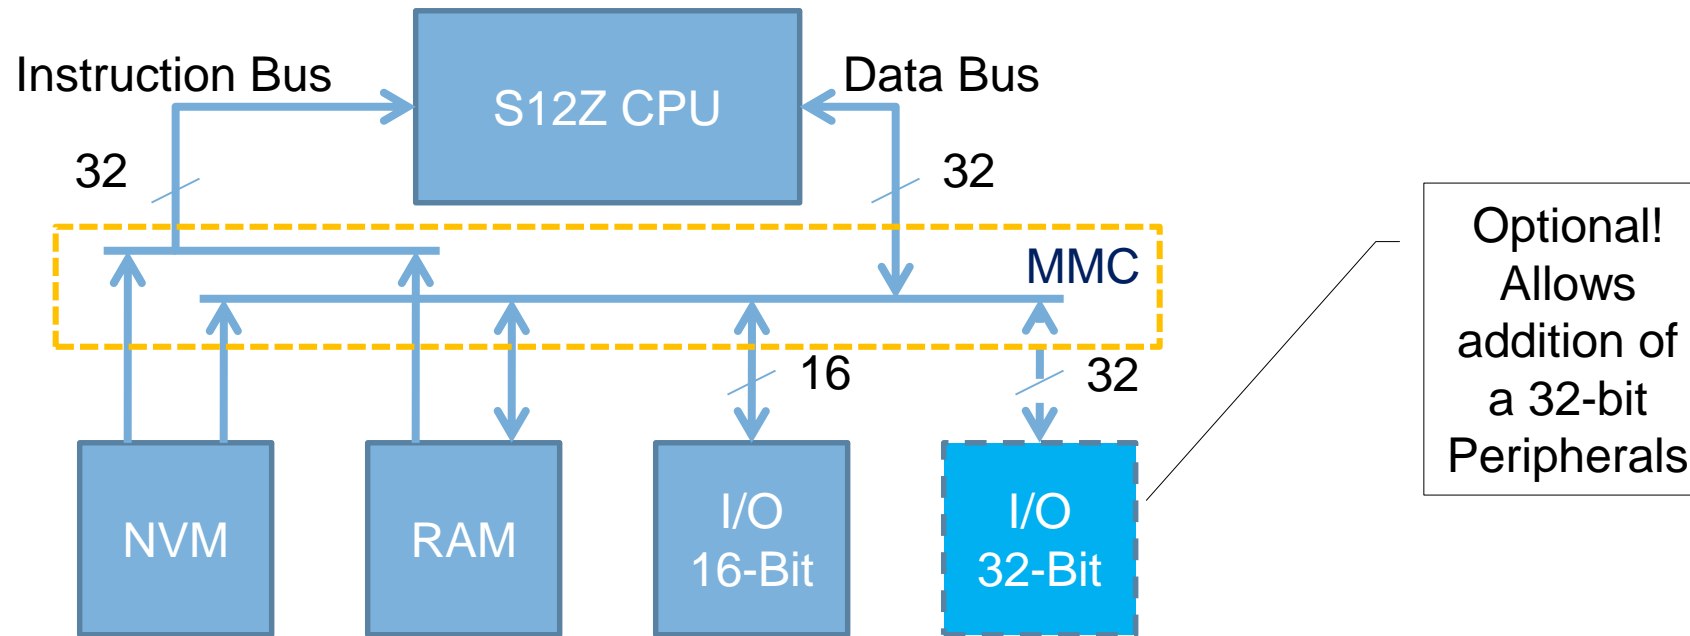 Instruction Bus
S12Z CPU
Data Bus
32
32
MMC
16
32
NVM
RAM
I/O
16-Bit
I/O
32-Bit
Optional!
Allows
addition of
a 32-bit
Peripherals